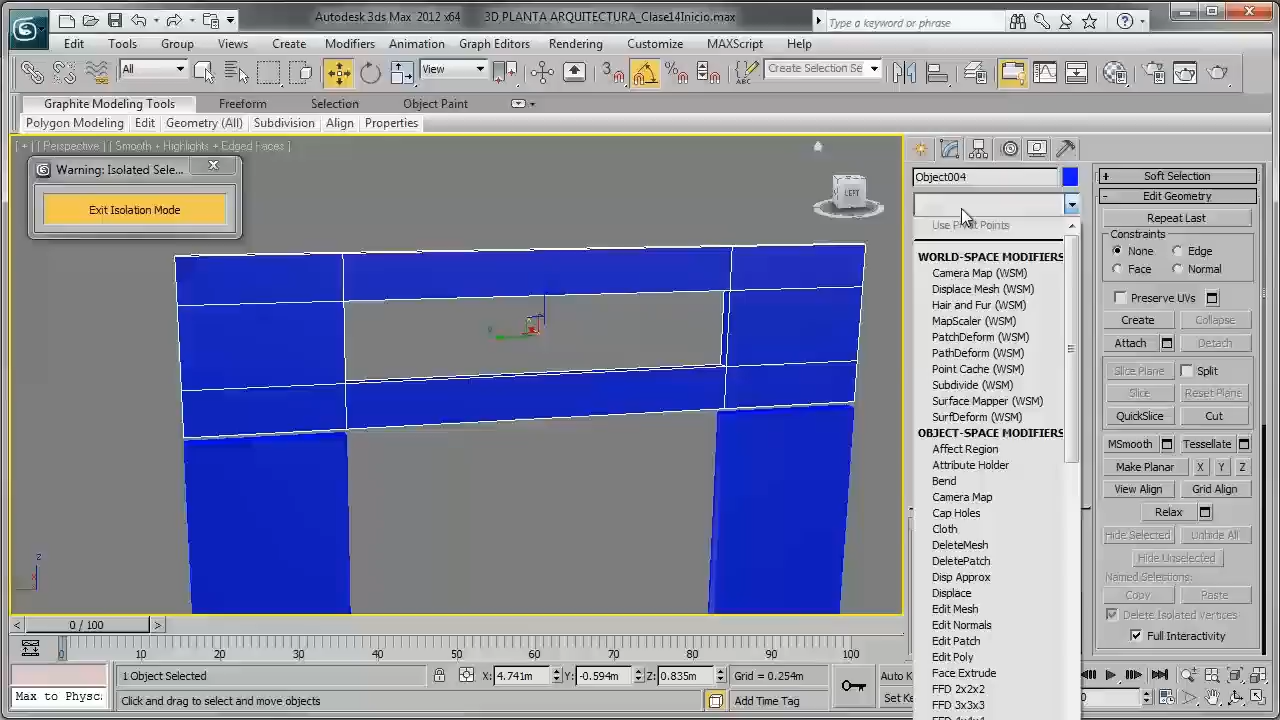 Autodesk 3ds Max 2012 x64 3D PLANTA ARQUITECTURA_Clase14Inicio.max
Type a keyword or phrase
Edit Tools Group Views Create Modifiers Animation Graph Editors Rendering Customize MAXScript Help
All View 3 Create Selection Se
Graphite Modeling Tools Freeform Selection Object Paint
Polygon Modeling Edit Geometry (All) Subdivision Align Properties
[ + ] [ Perspective ] [ Smooth + Highlights + Edged Faces ]
Warning: Isolated Sele...
Exit Isolation Mode
LEFT
z
x
Object004
Use Pivot Points
WORLD-SPACE MODIFIERS
Camera Map (WSM)
Displace Mesh (WSM)
Hair and Fur (WSM)
MapScaler (WSM)
PatchDeform (WSM)
PathDeform (WSM)
Point Cache (WSM)
Subdivide (WSM)
Surface Mapper (WSM)
SurfDeform (WSM)
OBJECT-SPACE MODIFIERS
Affect Region
Attribute Holder
Bend
Camera Map
Cap Holes
Cloth
DeleteMesh
DeletePatch
Disp Approx
Displace
Edit Mesh
Edit Normals
Edit Patch
Edit Poly
Face Extrude
FFD 2x2x2
FFD 3x3x3
+ Soft Selection
- Edit Geometry
Repeat Last
Constraints
None Edge
Face Normal
Preserve UVs
Create Collapse
Attach Detach
Slice Plane Split
Slice Reset Plane
QuickSlice Cut
MSmooth Tessellate
Make Planar X Y Z
View Align Grid Align
Relax
Hide Selected Unhide All
Hide Unselected
Named Selections:
Copy Paste
Delete Isolated Vertices
Full Interactivity
< 0 / 100 >
0 10 20 30 40 50 60 70 80 90 100
1 Object Selected X: 4.741m Y: -0.594m Z: 0.835m Grid = 0.254m Auto K
Max to Physc Click and drag to select and move objects Add Time Tag Set Ke 0